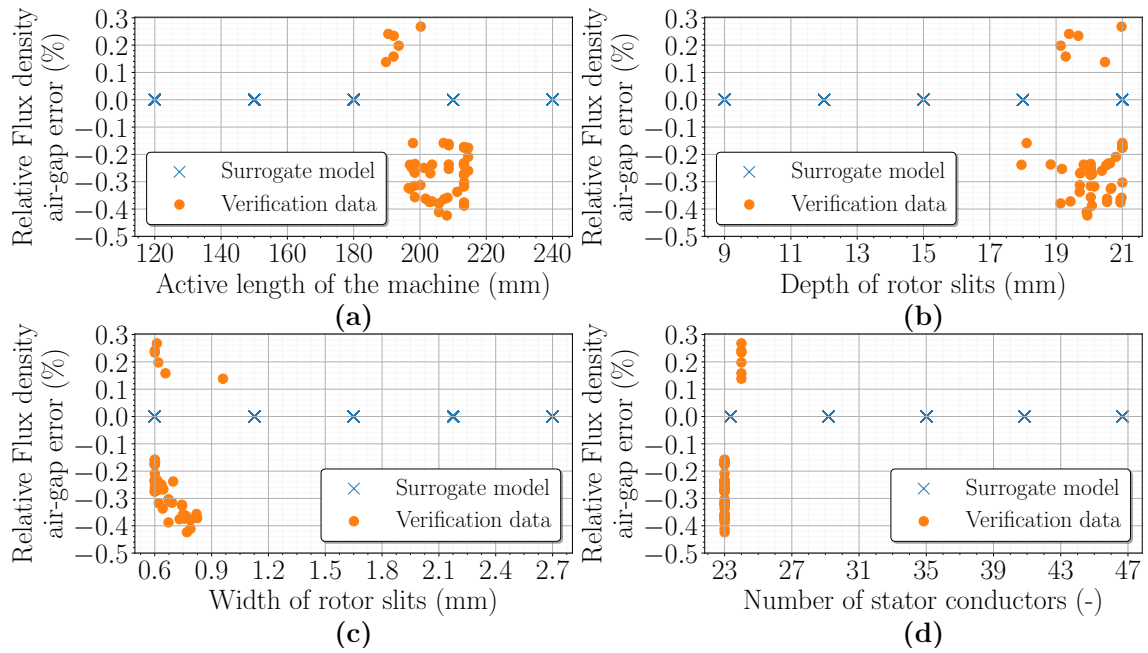 Relative Flux density
air-gap error (%)
0.3
0.2
0.1
0.0
−0.1
−0.2
−0.3
−0.4
−0.5
Surrogate model
Verification data
120 140 160 180 200 220 240
Active length of the machine (mm)
(a)
Relative Flux density
air-gap error (%)
0.3
0.2
0.1
0.0
−0.1
−0.2
−0.3
−0.4
−0.5
Surrogate model
Verification data
9 11 13 15 17 19 21
Depth of rotor slits (mm)
(b)
Relative Flux density
air-gap error (%)
0.3
0.2
0.1
0.0
−0.1
−0.2
−0.3
−0.4
−0.5
Surrogate model
Verification data
0.6 0.9 1.2 1.5 1.8 2.1 2.4 2.7
Width of rotor slits (mm)
(c)
Relative Flux density
air-gap error (%)
0.3
0.2
0.1
0.0
−0.1
−0.2
−0.3
−0.4
−0.5
Surrogate model
Verification data
23 27 31 35 39 43 47
Number of stator conductors (-)
(d)